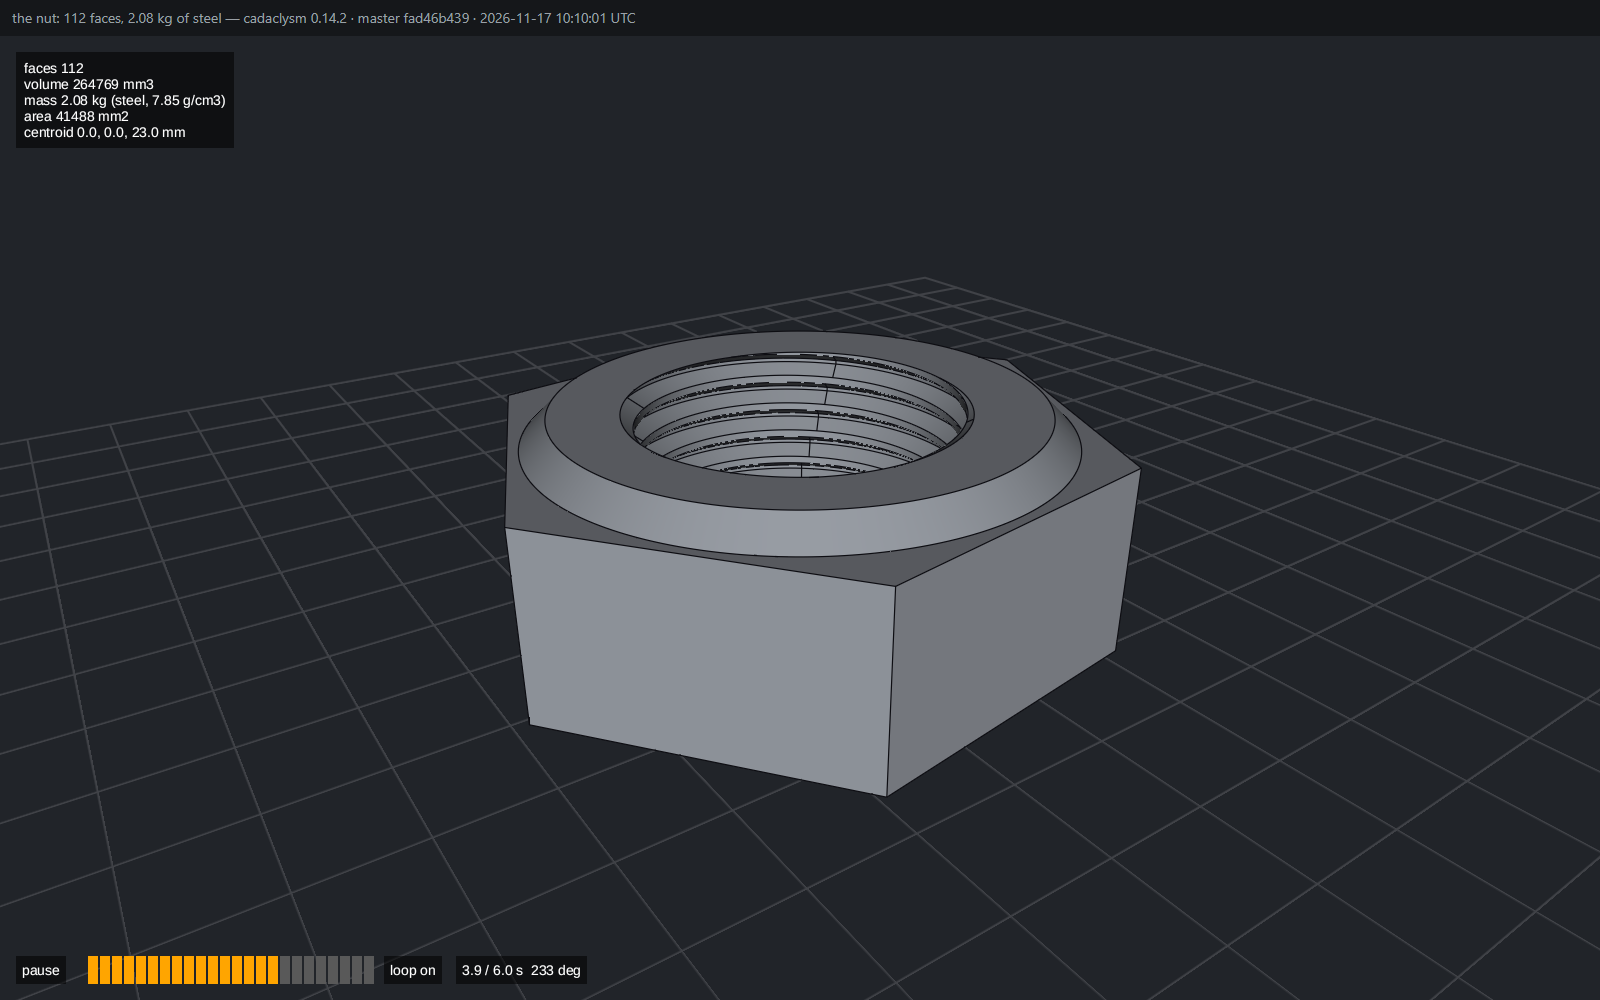 the nut: 112 faces, 2.08 kg of steel — cadaclysm 0.14.2 · master fad46b439 · 2026-11-17 10:10:01 UTC
faces 112
volume 264769 mm3
mass 2.08 kg (steel, 7.85 g/cm3)
area 41488 mm2
centroid 0.0, 0.0, 23.0 mm
pause
loop on
3.9 / 6.0 s 233 deg